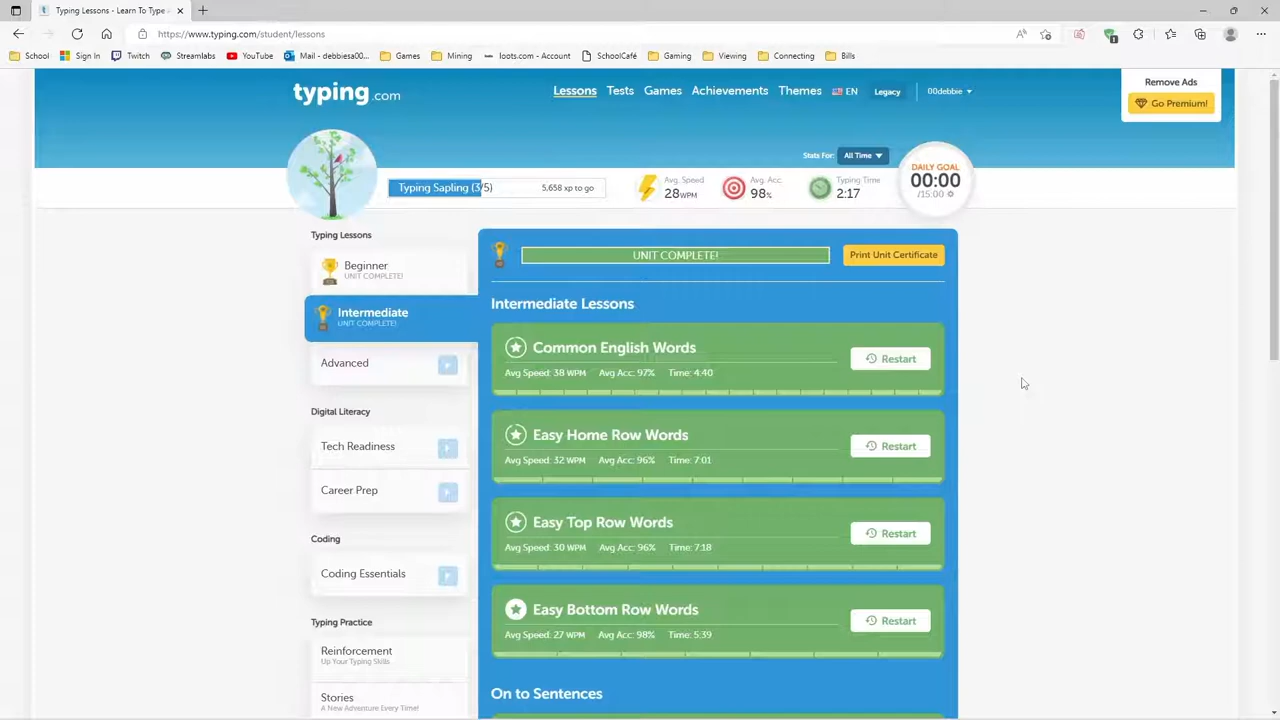 Typing Lessons - Learn To Type
https://www.typing.com/student/lessons
School
Sign In
Twitch
Streamlabs
YouTube
Mail - debbiesa00...
Games
Mining
loots.com - Account
SchoolCafé
Gaming
Viewing
Connecting
Bills
typing.com
Lessons
Tests
Games
Achievements
Themes
EN
Legacy
00debbie
Remove Ads
Go Premium!
Stats For:
All Time
Typing Sapling (3/5)
5,658 xp to go
Avg. Speed
28WPM
Avg. Acc.
98%
Typing Time
2:17
DAILY GOAL
00:00
/15:00
Typing Lessons
Beginner
UNIT COMPLETE!
Intermediate
UNIT COMPLETE!
Advanced
Digital Literacy
Tech Readiness
Career Prep
Coding
Coding Essentials
Typing Practice
Reinforcement
Up Your Typing Skills
Stories
A New Adventure Every Time!
UNIT COMPLETE!
Print Unit Certificate
Intermediate Lessons
Common English Words
Avg Speed: 38 WPM Avg Acc: 97% Time: 4:40
Restart
Easy Home Row Words
Avg Speed: 32 WPM Avg Acc: 96% Time: 7:01
Restart
Easy Top Row Words
Avg Speed: 30 WPM Avg Acc: 96% Time: 7:18
Restart
Easy Bottom Row Words
Avg Speed: 27 WPM Avg Acc: 98% Time: 5:39
Restart
On to Sentences